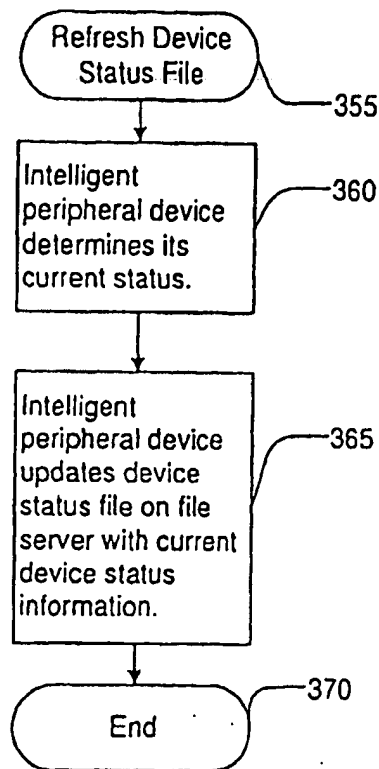 Refresh Device
Status File
355
Intelligent
peripheral device
determines its
current status.
360
Intelligent
peripheral device
updates device
status file on file
server with current
device status
information.
365
End
370